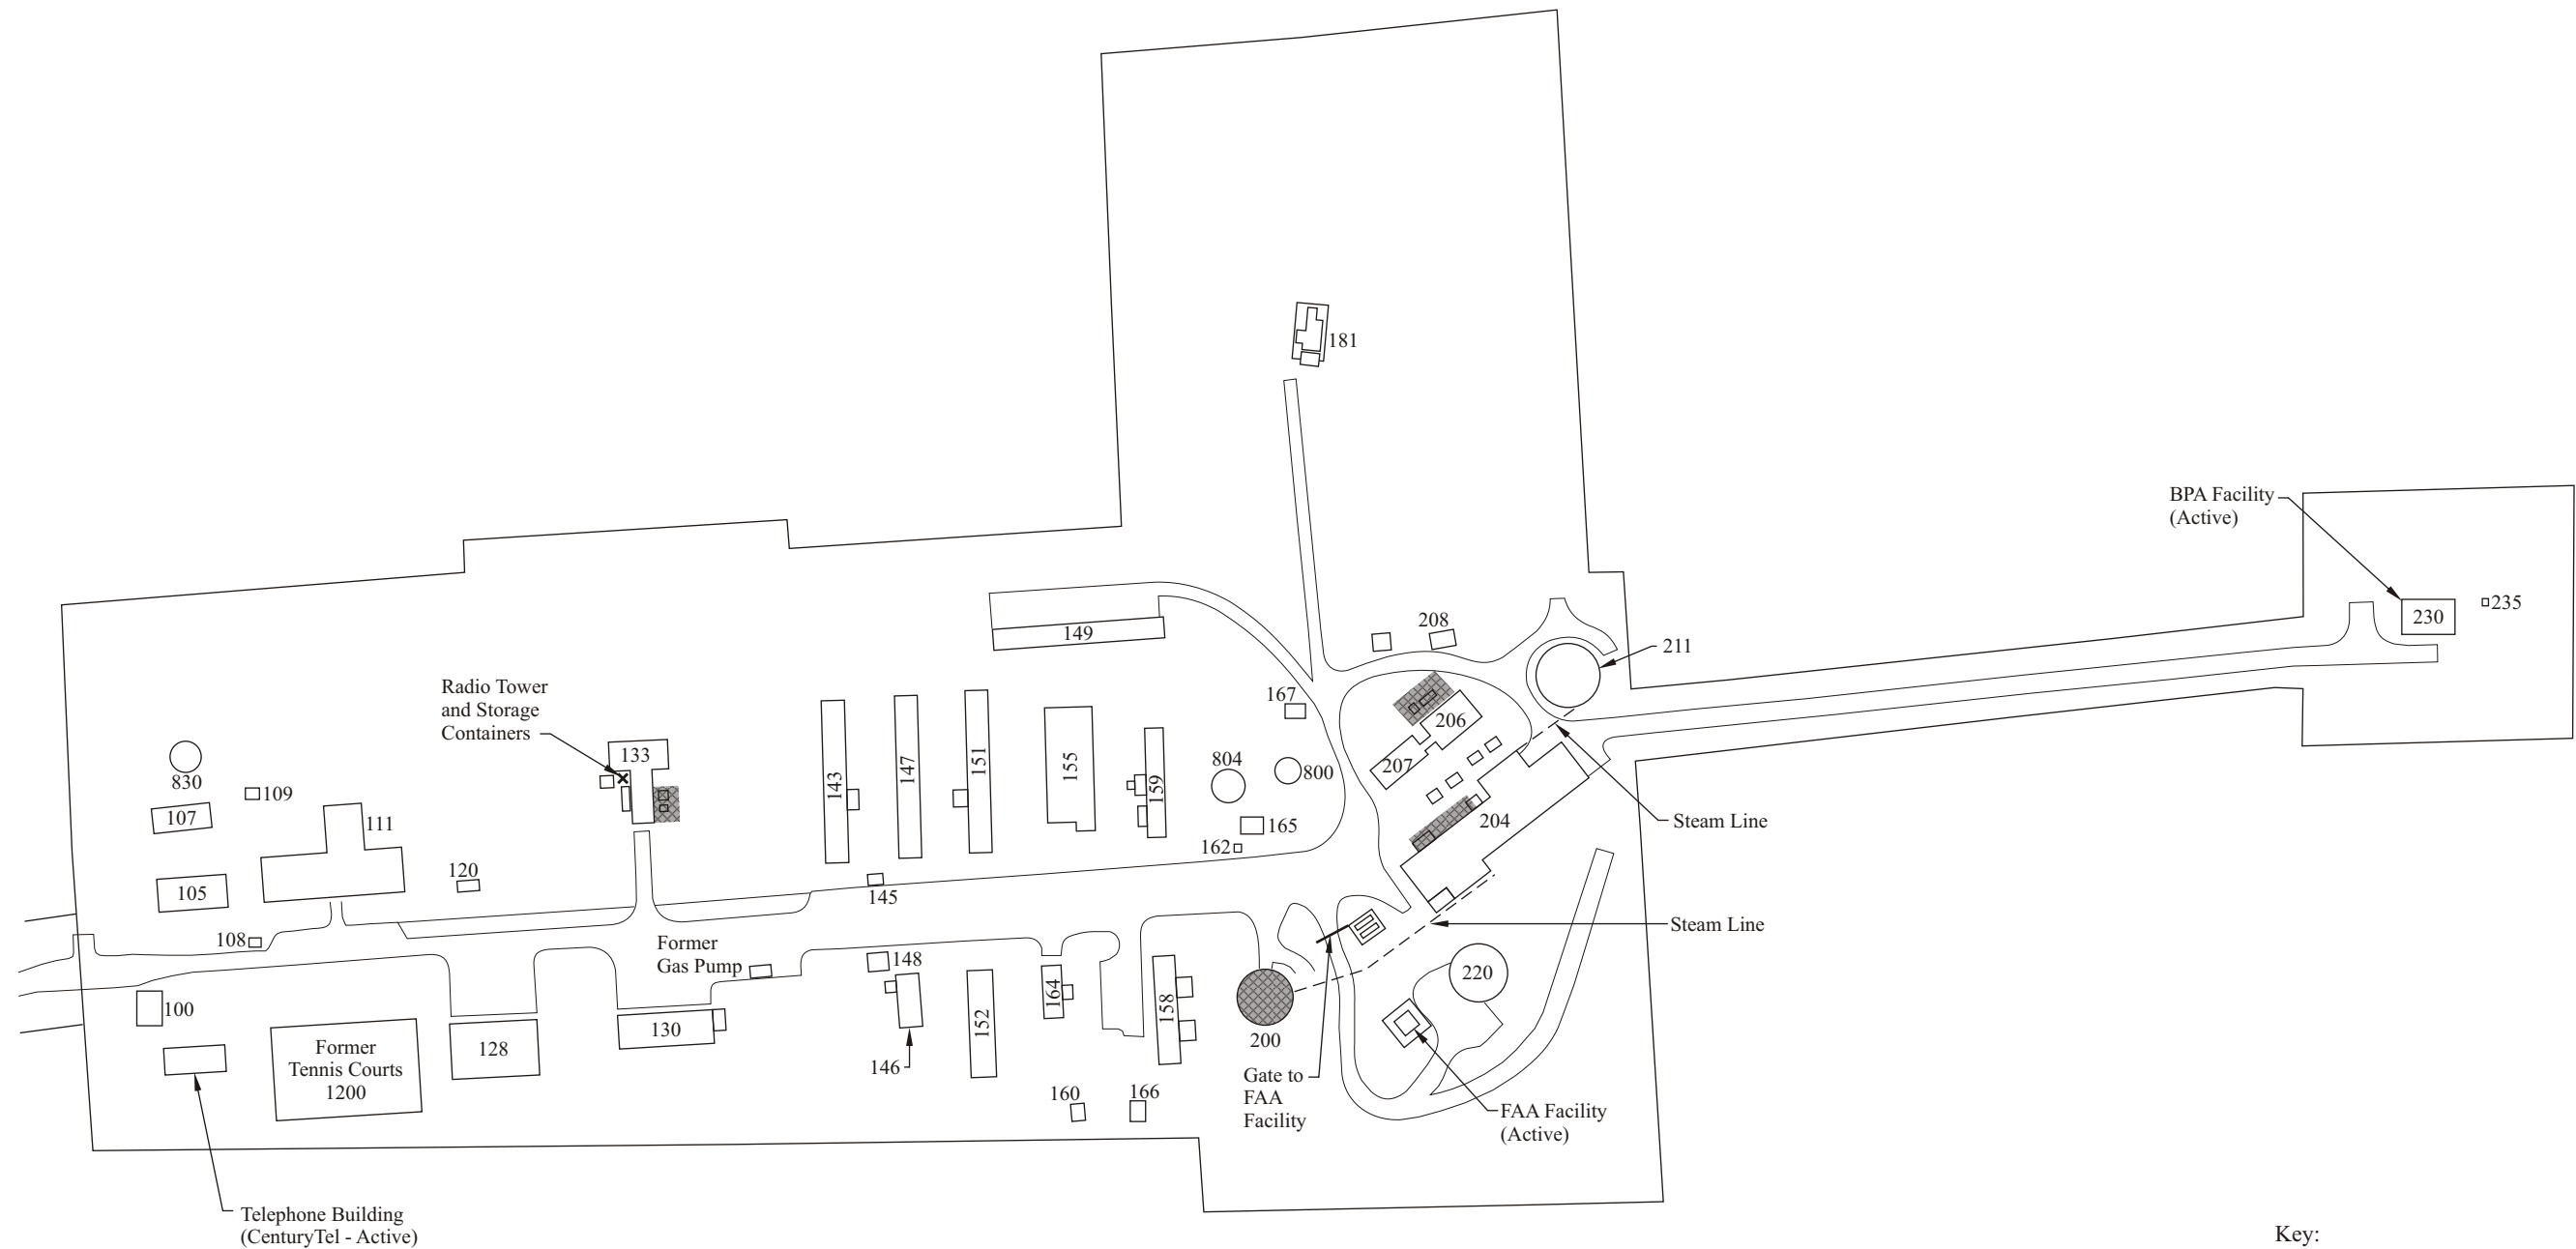 181
BPA Facility
(Active)
230
235
208
211
149
167
206
Radio Tower
and Storage
Containers
133
143
147
151
155
159
804
800
207
830
109
107
111
165
204
Steam Line
162
120
105
145
108
Former
Gas Pump
148
Steam Line
100
164
220
130
152
158
128
Former
Tennis Courts
1200
200
146
160
166
Gate to
FAA
Facility
FAA Facility
(Active)
Telephone Building
(CenturyTel - Active)
Key: